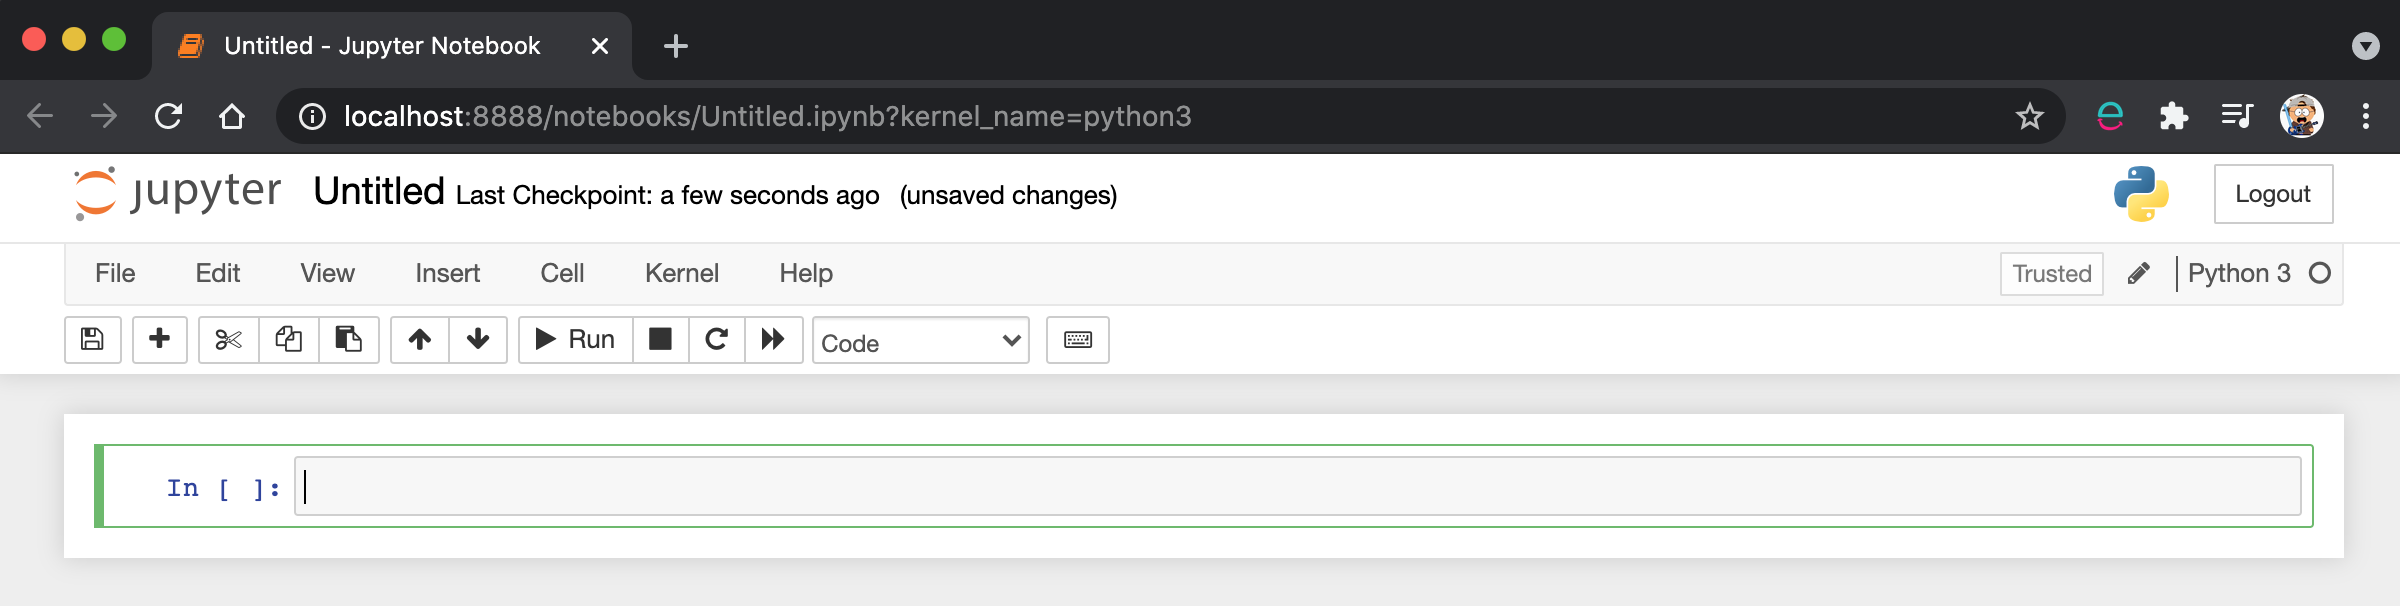 Untitled - Jupyter Notebook
localhost:8888/notebooks/Untitled.ipynb?kernel_name=python3
jupyter Untitled Last Checkpoint: a few seconds ago (unsaved changes) Logout
File Edit View Insert Cell Kernel Help Trusted Python 3
Run Code
In [ ]: